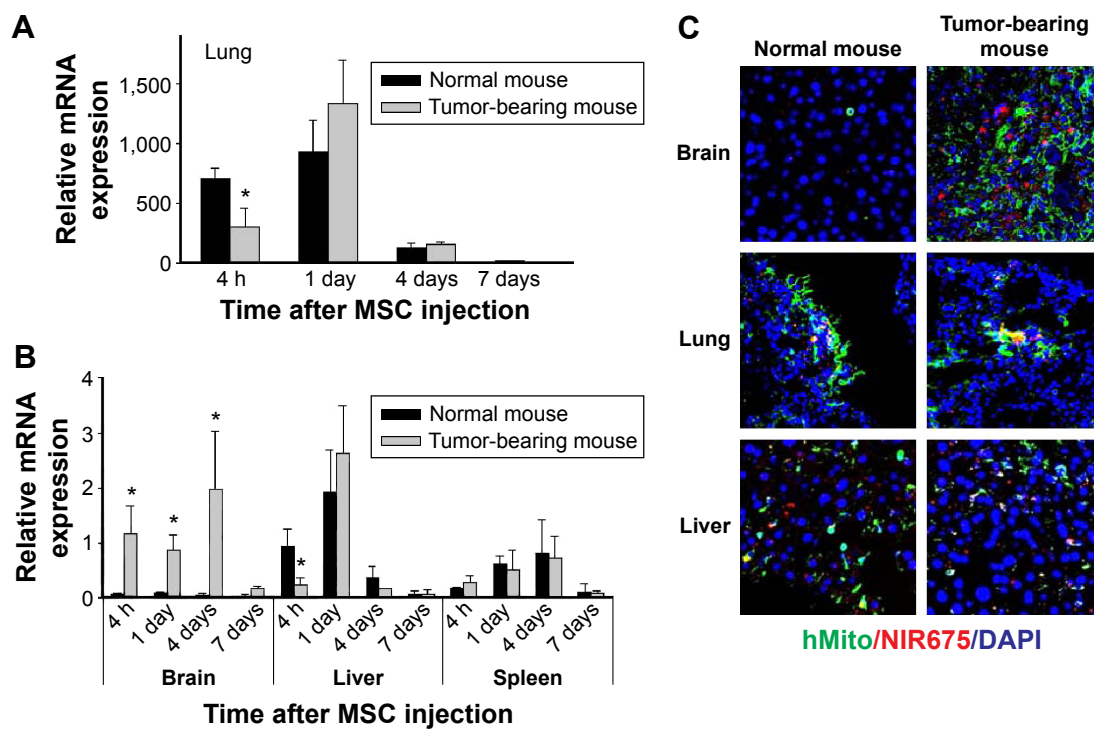 A
Lung
Relative mRNA
expression
1,500
1,000
500
0
Normal mouse
Tumor-bearing mouse
*
4 h
1 day
4 days
7 days
Time after MSC injection
B
Relative mRNA
expression
4
3
2
1
0
Normal mouse
Tumor-bearing mouse
*
*
*
*
4 h
1 day
4 days
7 days
4 h
1 day
4 days
7 days
4 h
1 day
4 days
7 days
Brain
Liver
Spleen
Time after MSC injection
C
Normal mouse
Tumor-bearing
mouse
Brain
Lung
Liver
hMito/NIR675/DAPI